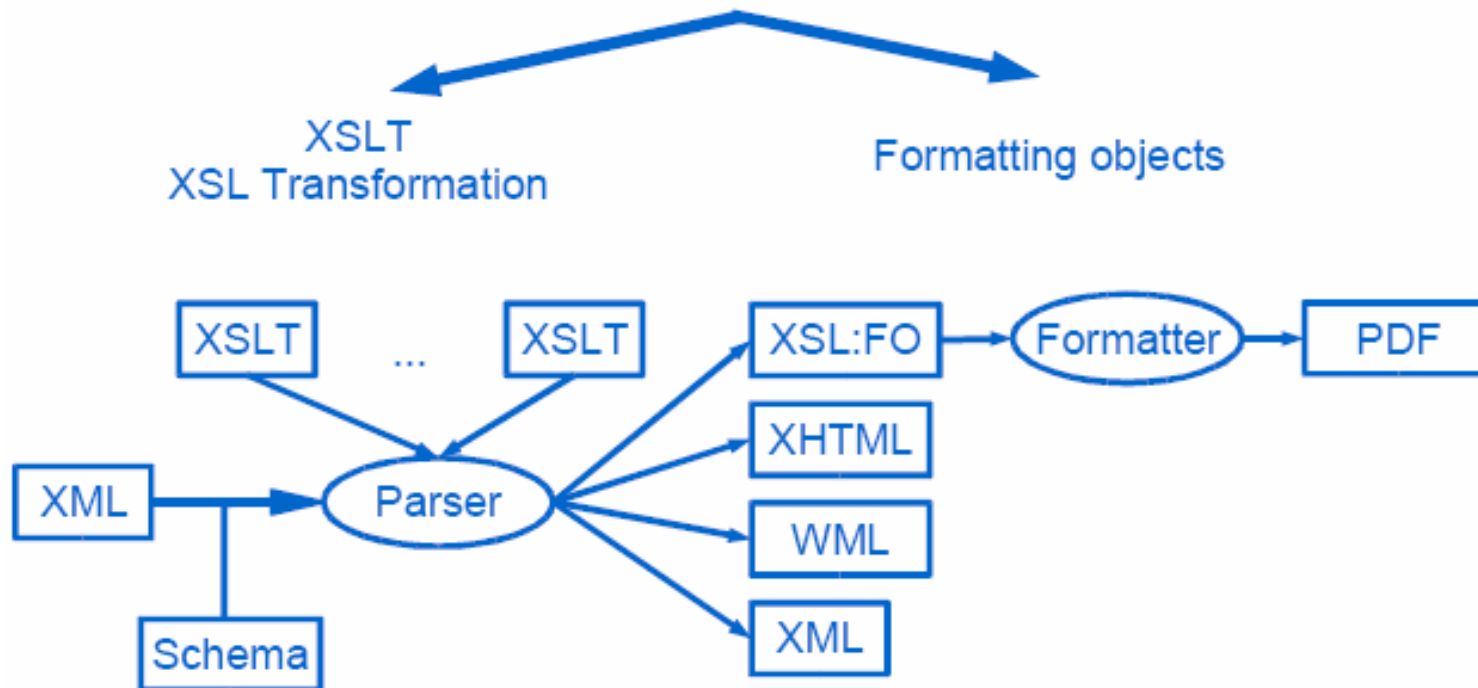 XSLT
XSL Transformation
Formatting objects
XSLT
...
XSLT
XSL:FO
Formatter
PDF
XHTML
XML
Parser
WML
XML
Schema